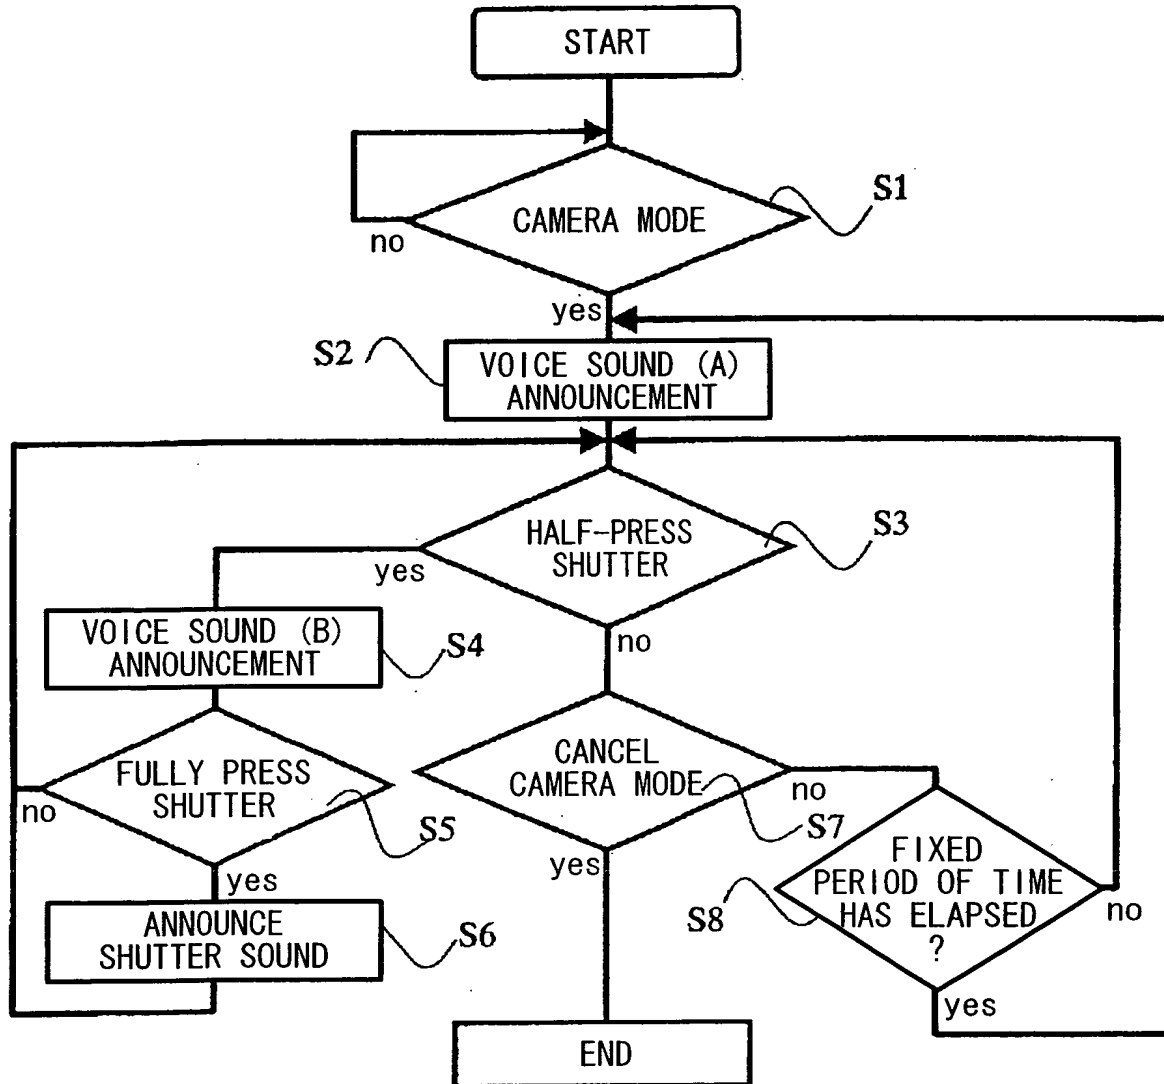 START
S1
CAMERA MODE
no
yes
S2
VOICE SOUND (A)
ANNOUNCEMENT
HALF-PRESS
SHUTTER
S3
yes
no
VOICE SOUND (B)
ANNOUNCEMENT
S4
CANCEL
CAMERA MODE
no
S7
yes
FULLY PRESS
SHUTTER
no
S5
yes
FIXED
PERIOD OF TIME
HAS ELAPSED
?
S8
no
yes
ANNOUNCE
SHUTTER SOUND
S6
END